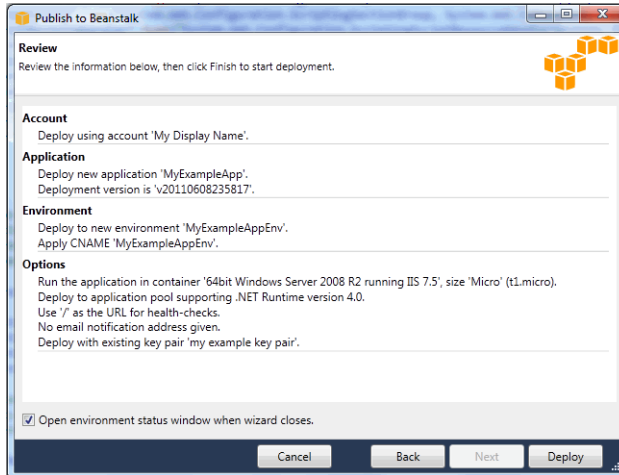 Publish to Beanstalk
Review
Review the information below, then click Finish to start deployment.
Account
Deploy using account 'My Display Name'.
Application
Deploy new application 'MyExampleApp'.
Deployment version is 'v20110608235817'.
Environment
Deploy to new environment 'MyExampleAppEnv'.
Apply CNAME 'MyExampleAppEnv'.
Options
Run the application in container '64bit Windows Server 2008 R2 running IIS 7.5', size 'Micro' (t1.micro).
Deploy to application pool supporting .NET Runtime version 4.0.
Use '/' as the URL for health-checks.
No email notification address given.
Deploy with existing key pair 'my example key pair'.
Open environment status window when wizard closes.
Cancel
Back
Next
Deploy